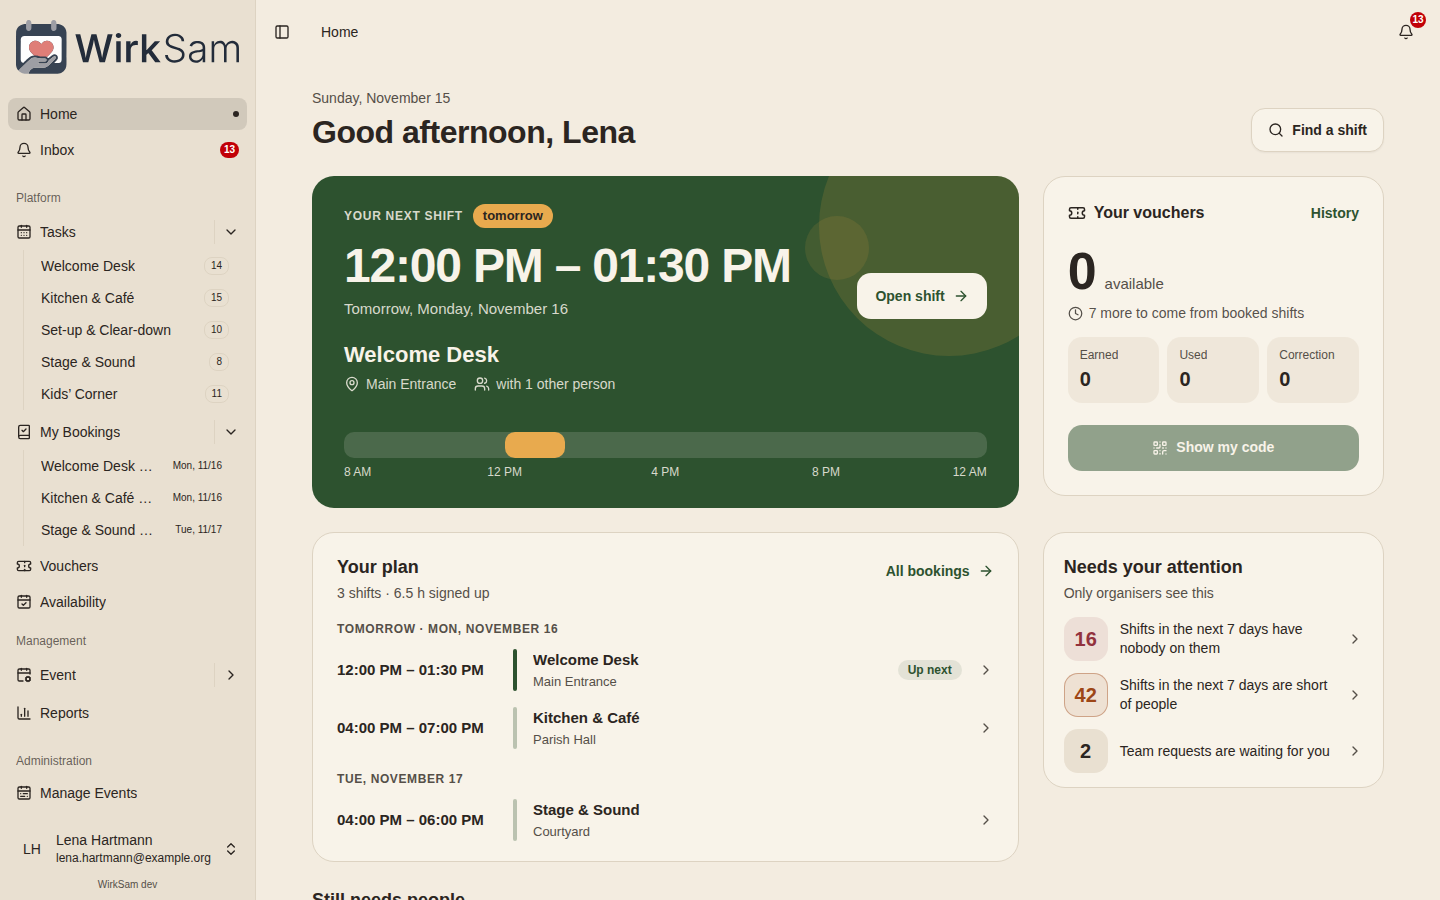 WirkSam
Home
Inbox
13
Platform
Tasks
Welcome Desk
14
Kitchen & Café
15
Set-up & Clear-down
10
Stage & Sound
8
Kids’ Corner
11
My Bookings
Welcome Desk …
Mon, 11/16
Kitchen & Café …
Mon, 11/16
Stage & Sound …
Tue, 11/17
Vouchers
Availability
Management
Event
Reports
Administration
Manage Events
LH
Lena Hartmann
lena.hartmann@example.org
WirkSam dev
Home
13
Sunday, November 15
Good afternoon, Lena
Find a shift
YOUR NEXT SHIFT
tomorrow
12:00 PM – 01:30 PM
Tomorrow, Monday, November 16
Open shift
Welcome Desk
Main Entrance
with 1 other person
8 AM
12 PM
4 PM
8 PM
12 AM
Your vouchers
History
0 available
7 more to come from booked shifts
Earned
0
Used
0
Correction
0
Show my code
Your plan
3 shifts · 6.5 h signed up
All bookings
TOMORROW · MON, NOVEMBER 16
12:00 PM – 01:30 PM
Welcome Desk
Main Entrance
Up next
04:00 PM – 07:00 PM
Kitchen & Café
Parish Hall
TUE, NOVEMBER 17
04:00 PM – 06:00 PM
Stage & Sound
Courtyard
Needs your attention
Only organisers see this
16
Shifts in the next 7 days have
nobody on them
42
Shifts in the next 7 days are short
of people
2
Team requests are waiting for you
Still needs people